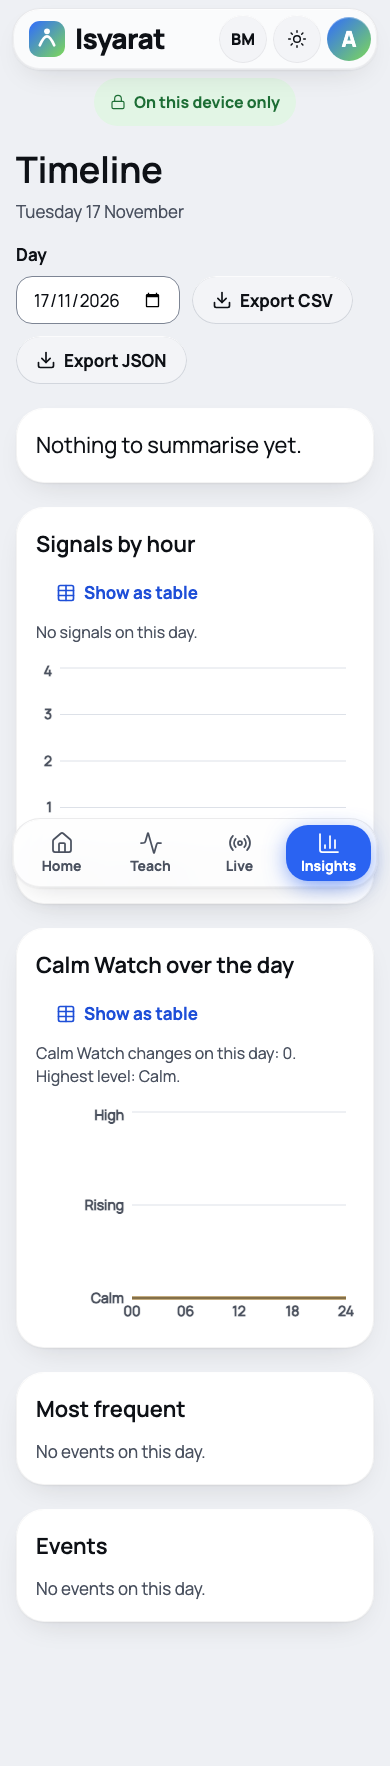 Isyarat
BM
A
On this device only
Timeline
Tuesday 17 November
Day
17/11/2026
Export CSV
Export JSON
Nothing to summarise yet.
Signals by hour
Show as table
No signals on this day.
4
3
2
1
Home
Teach
Live
Insights
Calm Watch over the day
Show as table
Calm Watch changes on this day: 0.
Highest level: Calm.
High
Rising
Calm
00 06 12 18 24
Most frequent
No events on this day.
Events
No events on this day.